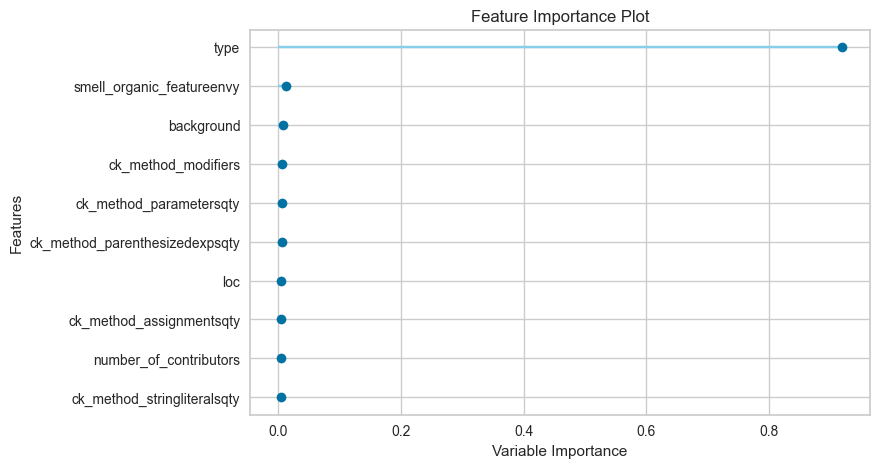 Feature Importance Plot
type
smell_organic_featureenvy
background
ck_method_modifiers
ck_method_parametersqty
ck_method_parenthesizedexpsqty
loc
ck_method_assignmentsqty
number_of_contributors
ck_method_stringliteralsqty
Features
0.0 0.2 0.4 0.6 0.8
Variable Importance